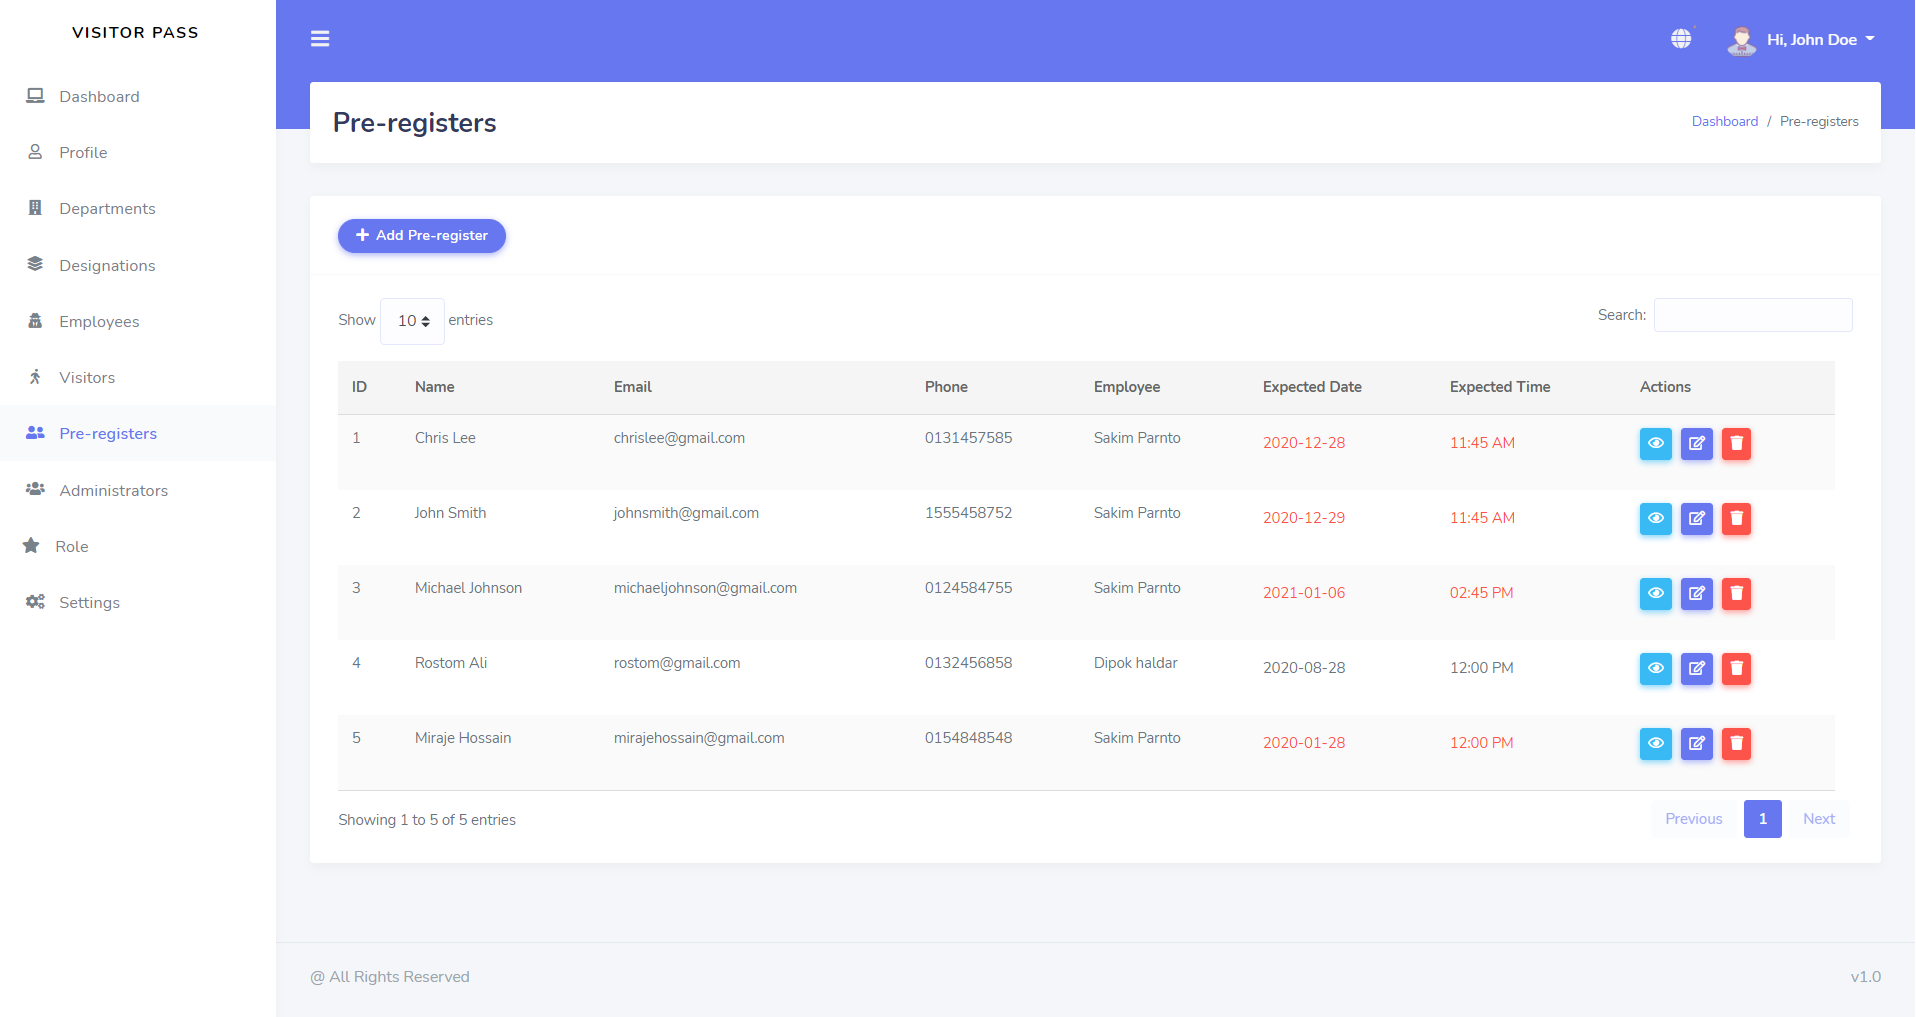 VISITOR PASS
Hi, John Doe
Dashboard
Profile
Departments
Designations
Employees
Visitors
Pre-registers
Administrators
Role
Settings
Pre-registers
Dashboard / Pre-registers
Add Pre-register
Show 10 entries
Search:
ID Name Email Phone Employee Expected Date Expected Time Actions
1 Chris Lee chrislee@gmail.com 0131457585 Sakim Parnto 2020-12-28 11:45 AM
2 John Smith johnsmith@gmail.com 1555458752 Sakim Parnto 2020-12-29 11:45 AM
3 Michael Johnson michaeljohnson@gmail.com 0124584755 Sakim Parnto 2021-01-06 02:45 PM
4 Rostom Ali rostom@gmail.com 0132456858 Dipok haldar 2020-08-28 12:00 PM
5 Miraje Hossain mirajehossain@gmail.com 0154848548 Sakim Parnto 2020-01-28 12:00 PM
Showing 1 to 5 of 5 entries
Previous 1 Next
@ All Rights Reserved
v1.0